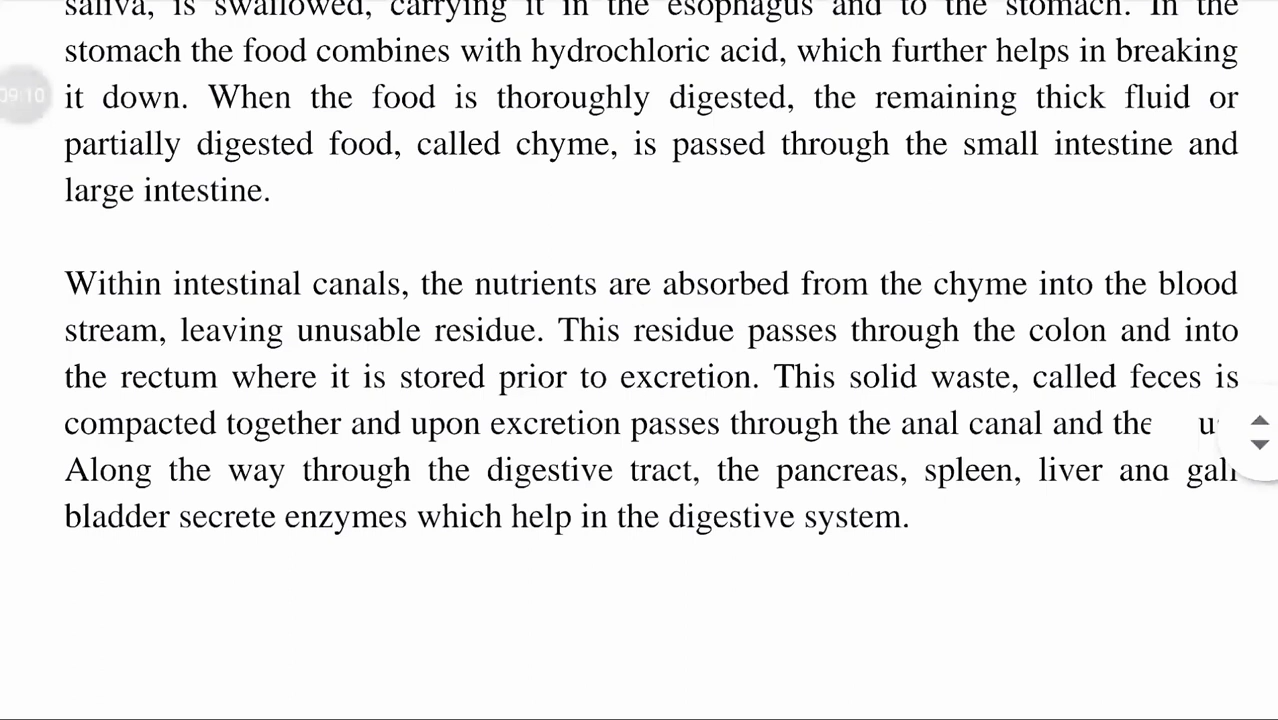 saliva, is swallowed, carrying it in the esophagus and to the stomach. In the
stomach the food combines with hydrochloric acid, which further helps in breaking
09:10
it down. When the food is thoroughly digested, the remaining thick fluid or
partially digested food, called chyme, is passed through the small intestine and
large intestine.
Within intestinal canals, the nutrients are absorbed from the chyme into the blood
stream, leaving unusable residue. This residue passes through the colon and into
the rectum where it is stored prior to excretion. This solid waste, called feces is
compacted together and upon excretion passes through the anal canal and the
Along the way through the digestive tract, the pancreas, spleen, liver and gall
bladder secrete enzymes which help in the digestive system.